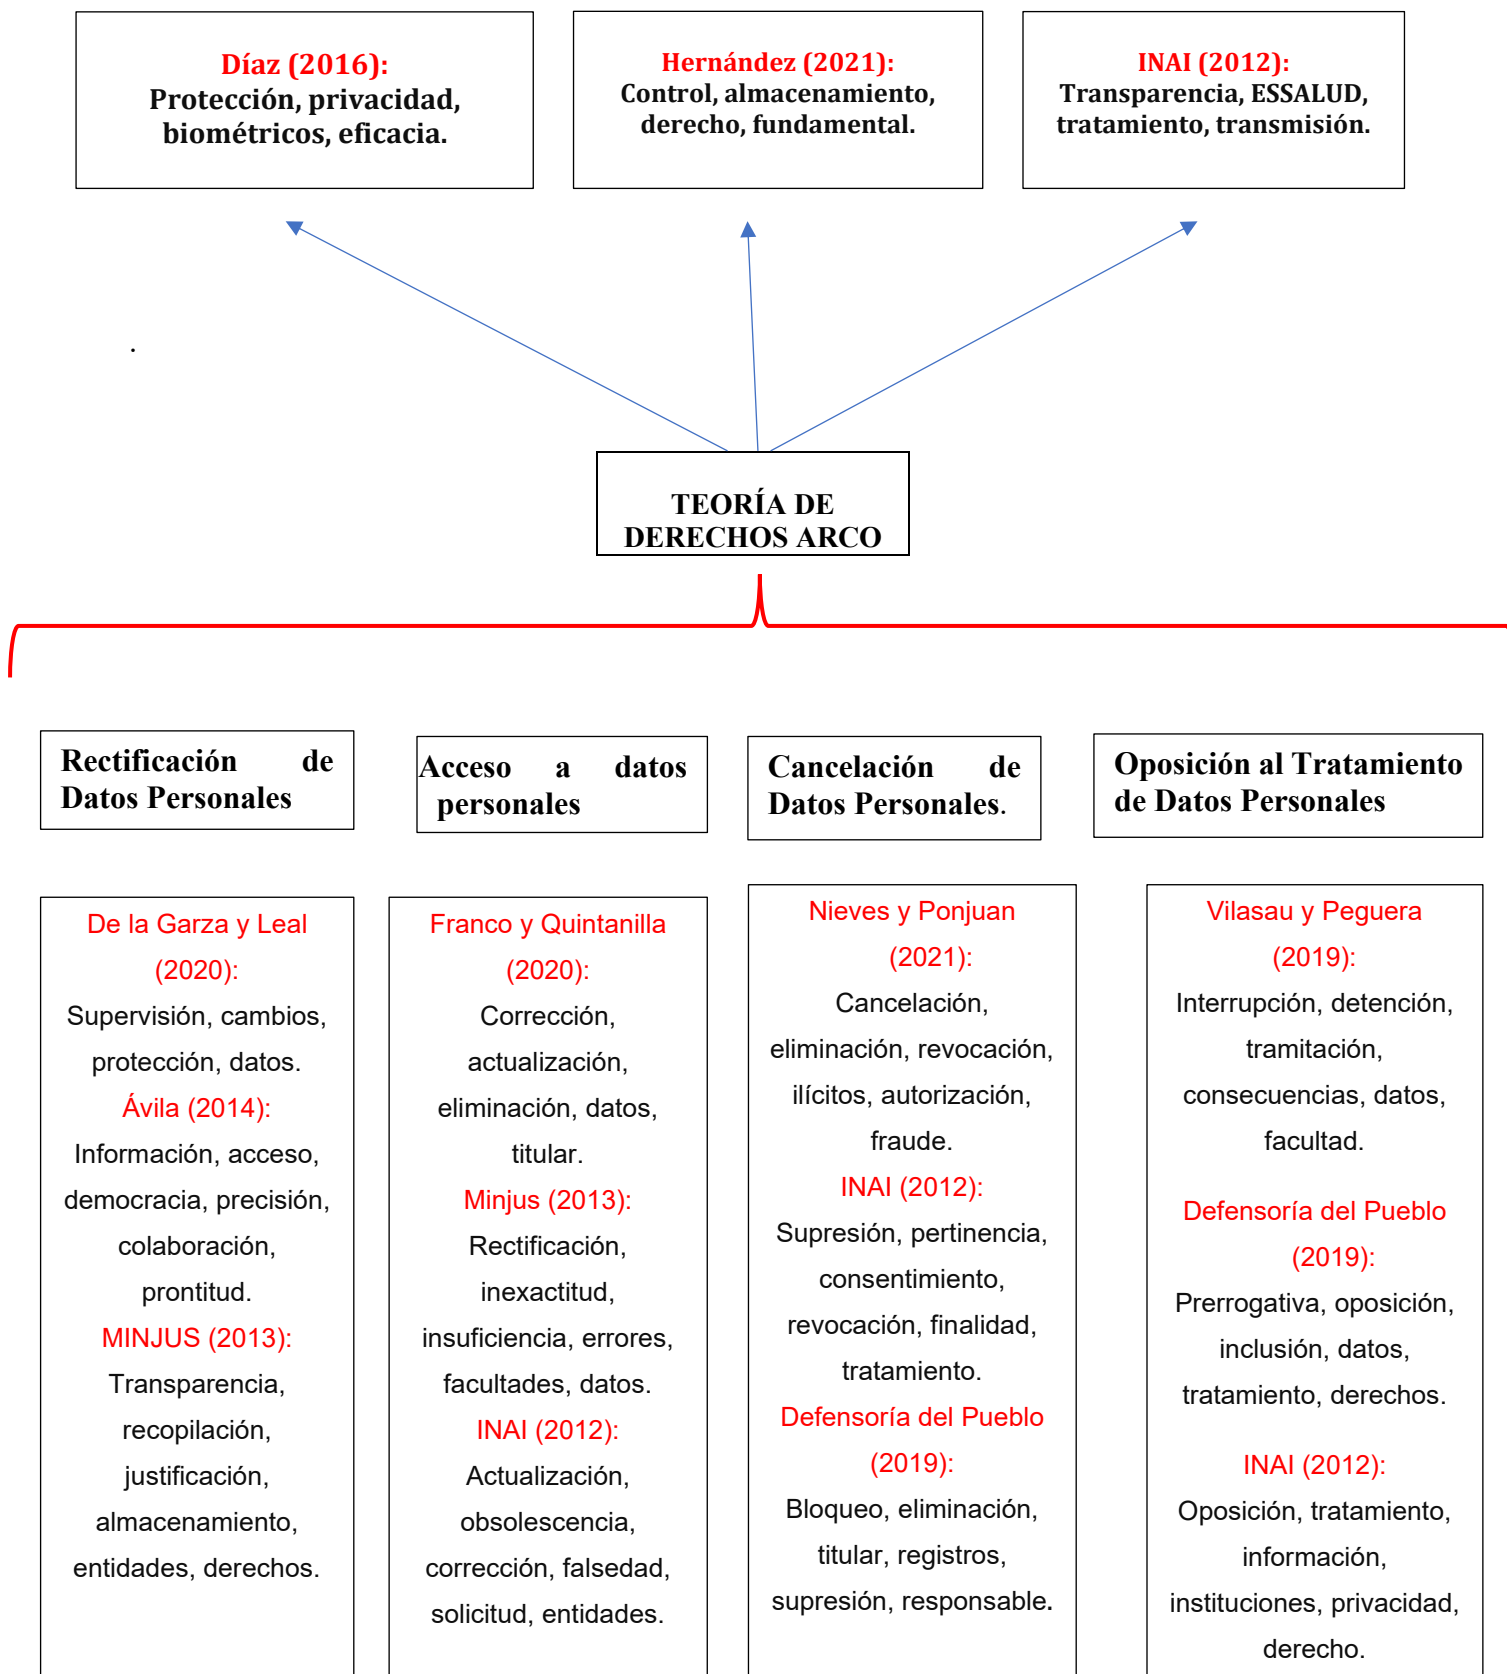 Díaz (2016):
Protección, privacidad,
biométricos, eficacia.
Hernández (2021):
Control, almacenamiento,
derecho, fundamental.
INAI (2012):
Transparencia, ESSALUD,
tratamiento, transmisión.
.
TEORÍA DE
DERECHOS ARCO
Rectificación de
Datos Personales
Acceso a datos
personales
Cancelación de
Datos Personales.
Oposición al Tratamiento
de Datos Personales
De la Garza y Leal
(2020):
Supervisión, cambios,
protección, datos.
Ávila (2014):
Información, acceso,
democracia, precisión,
colaboración,
prontitud.
MINJUS (2013):
Transparencia,
recopilación,
justificación,
almacenamiento,
entidades, derechos.
Franco y Quintanilla
(2020):
Corrección,
actualización,
eliminación, datos,
titular.
Minjus (2013):
Rectificación,
inexactitud,
insuficiencia, errores,
facultades, datos.
INAI (2012):
Actualización,
obsolescencia,
corrección, falsedad,
solicitud, entidades.
Nieves y Ponjuan
(2021):
Cancelación,
eliminación, revocación,
ilícitos, autorización,
fraude.
INAI (2012):
Supresión, pertinencia,
consentimiento,
revocación, finalidad,
tratamiento.
Defensoría del Pueblo
(2019):
Bloqueo, eliminación,
titular, registros,
supresión, responsable.
Vilasau y Peguera
(2019):
Interrupción, detención,
tramitación,
consecuencias, datos,
facultad.
Defensoría del Pueblo
(2019):
Prerrogativa, oposición,
inclusión, datos,
tratamiento, derechos.
INAI (2012):
Oposición, tratamiento,
información,
instituciones, privacidad,
derecho.